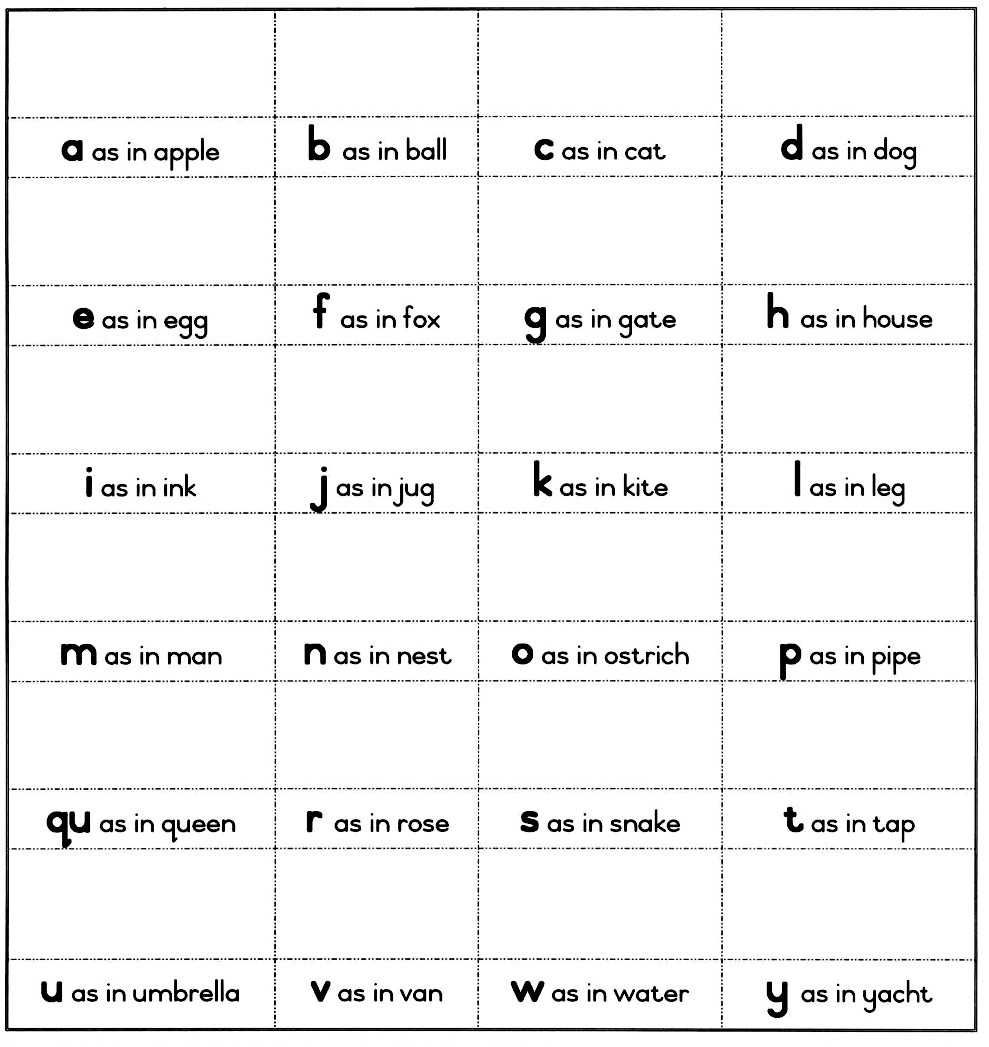 a as in apple
b as in ball
c as in cat
d as in dog
e as in egg
f as in fox
g as in gate
h as in house
i as in ink
j as in jug
k as in kite
l as in leg
m as in man
n as in nest
o as in ostrich
p as in pipe
qu as in queen
r as in rose
s as in snake
t as in tap
u as in umbrella
v as in van
w as in water
y as in yacht